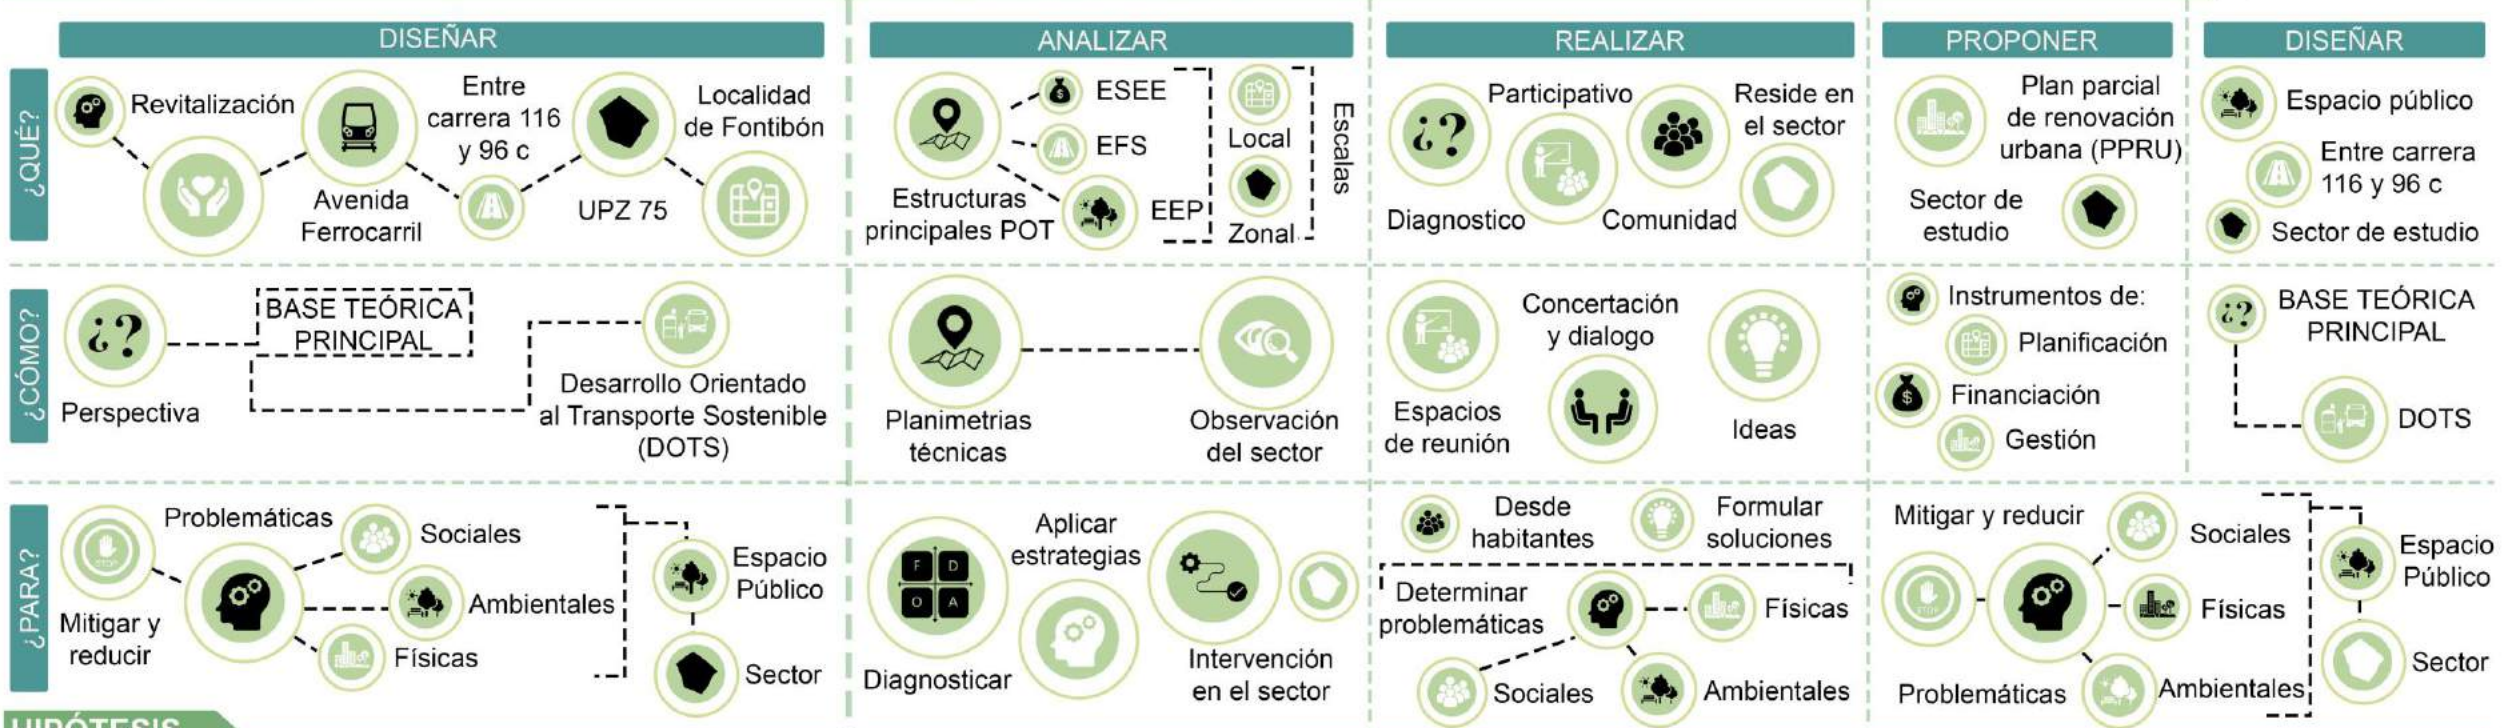 DISEÑAR
ANALIZAR
REALIZAR
PROPONER
DISEÑAR
¿QUÉ?
Revitalización
Avenida
Ferrocarril
Entre
carrera 116
y 96 c
UPZ 75
Localidad
de Fontibón
Estructuras
principales POT
ESEE
EFS
EEP
Local
Zonal
Escalas
Diagnostico
Participativo
Comunidad
Reside en
el sector
Plan parcial
de renovación
urbana (PPRU)
Sector de
estudio
Espacio público
Entre carrera
116 y 96 c
Sector de estudio
¿CÓMO?
Perspectiva
BASE TEÓRICA
PRINCIPAL
Desarrollo Orientado
al Transporte Sostenible
(DOTS)
Planimetrias
técnicas
Observación
del sector
Espacios
de reunión
Concertación
y dialogo
Ideas
Instrumentos de:
Planificación
Financiación
$
Gestión
BASE TEÓRICA
PRINCIPAL
DOTS
¿PARA?
STOP
Mitigar y
reducir
Problemáticas
Sociales
Ambientales
Físicas
Espacio
Público
Sector
F D
O A
Diagnosticar
Aplicar
estrategias
Intervención
en el sector
Desde
habitantes
Formular
soluciones
Determinar
problemáticas
Físicas
Sociales
Ambientales
Mitigar y reducir
STOP
Problemáticas
Sociales
Físicas
Ambientales
Espacio
Público
Sector
HIPÓTESIS